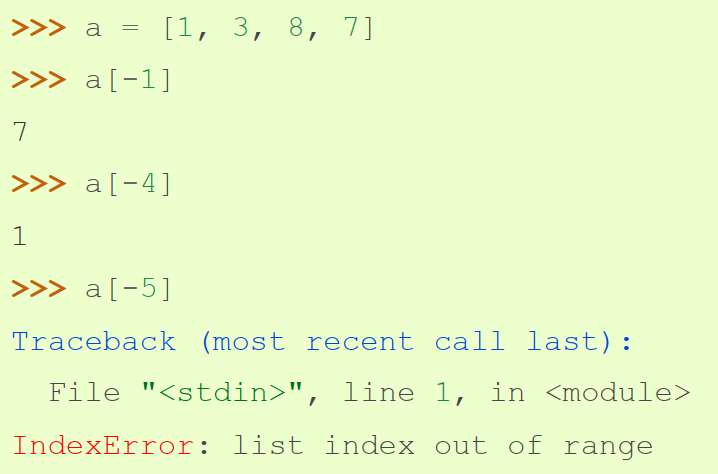 >>> a = [1, 3, 8, 7]
>>> a[-1]
7
>>> a[-4]
1
>>> a[-5]
Traceback (most recent call last):
  File "<stdin>", line 1, in <module>
IndexError: list index out of range